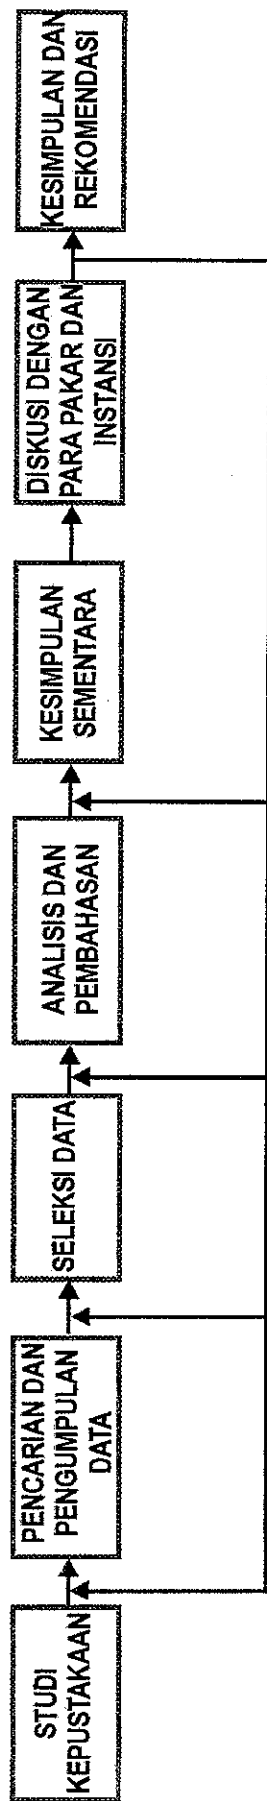 STUDI
KEPUSTAKAAN
PENCARIAN DAN
PENGUMPULAN
DATA
SELEKSI DATA
ANALISIS DAN
PEMBAHASAN
KESIMPULAN
SEMENTARA
DISKUSI DENGAN
PARA PAKAR DAN
INSTANSI
KESIMPULAN DAN
REKOMENDASI